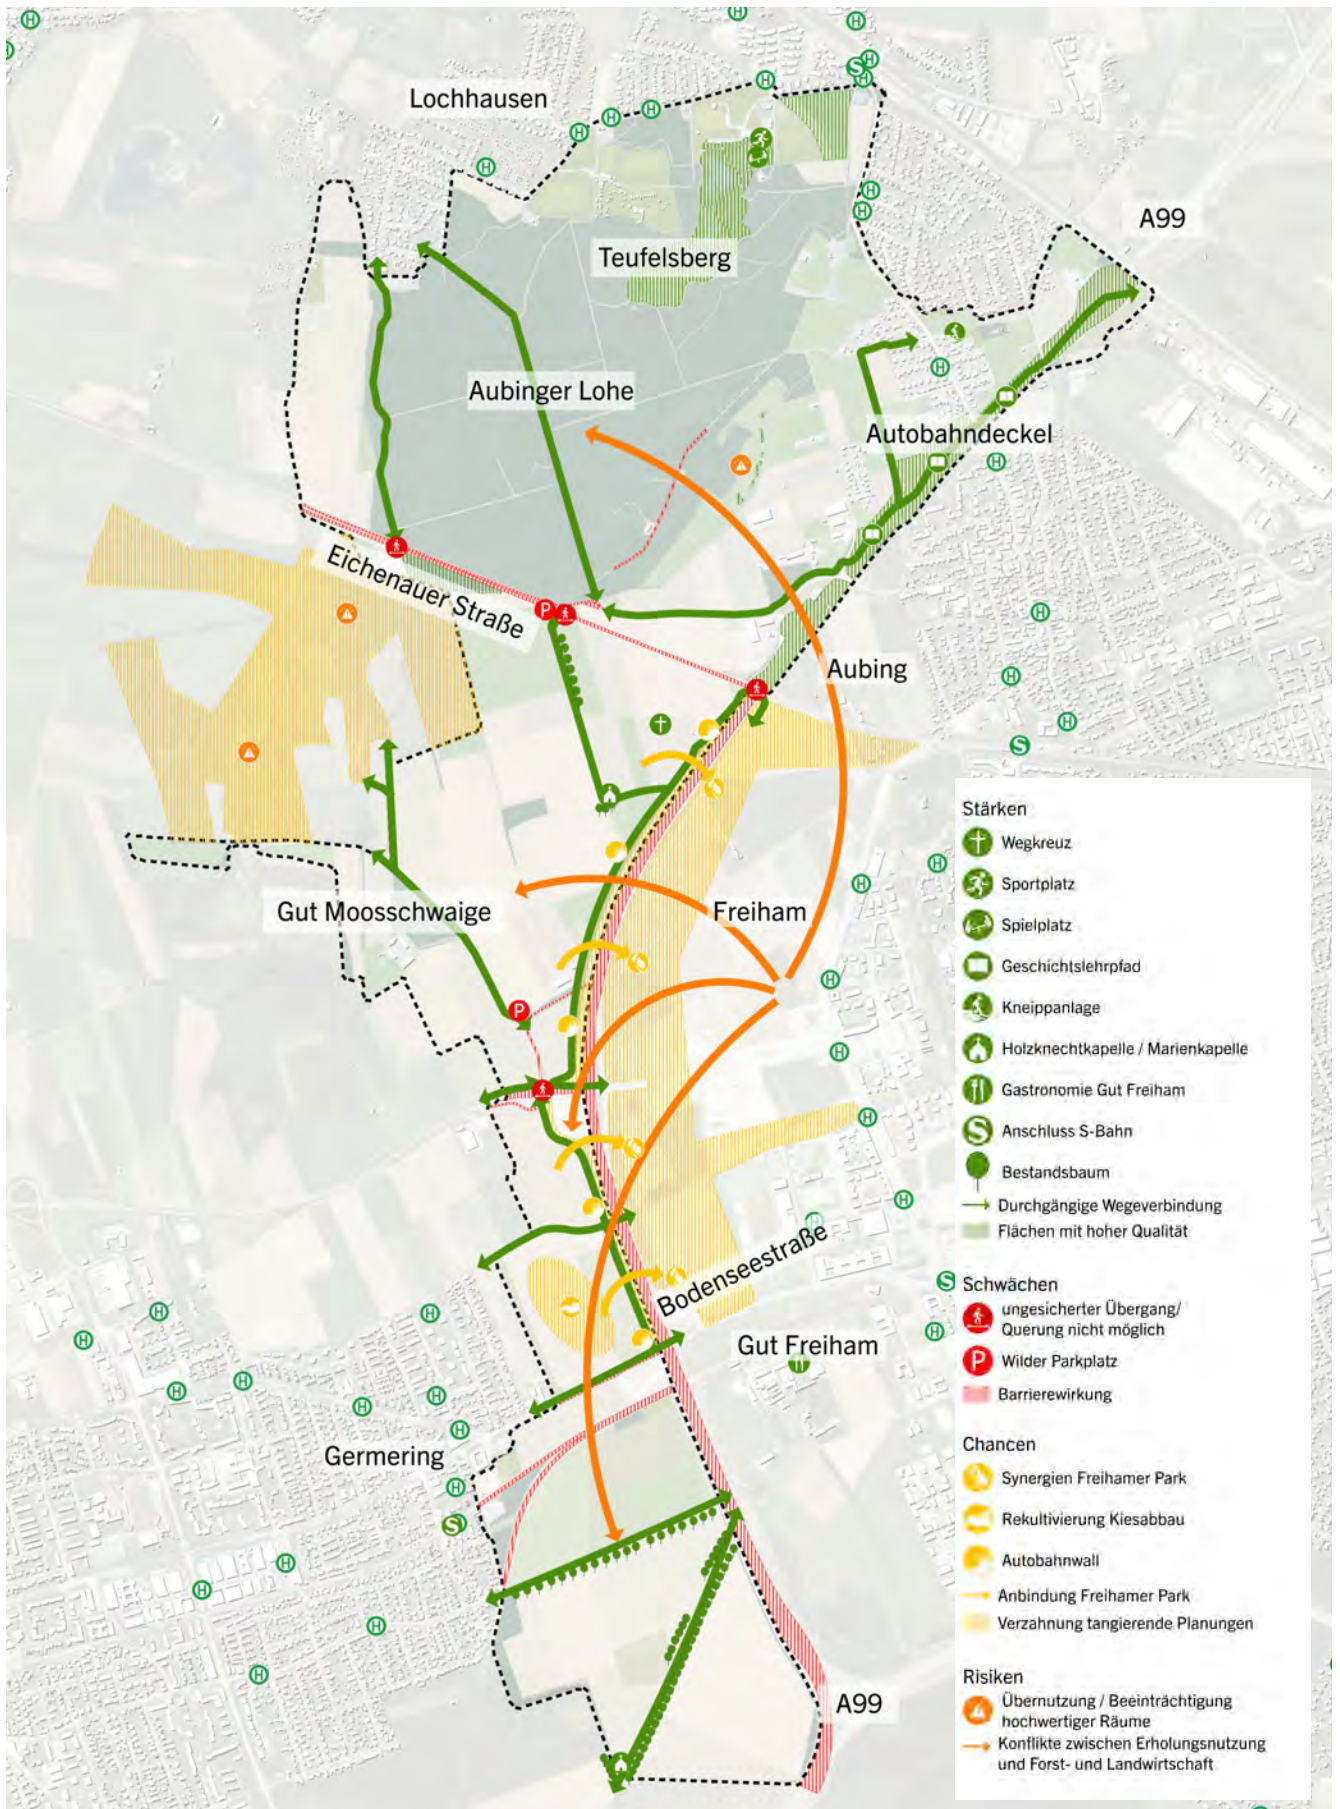 Lochhausen
A99
Teufelsberg
Aubinger Lohe
Autobahndeckel
Eichenauer Straße
Aubing
Gut Moosschwaige
Freiham
Bodenseestraße
Gut Freiham
Germering
A99
Stärken
Wegkreuz
Sportplatz
Spielplatz
Geschichtslehrpfad
Kneippanlage
Holzknechtkapelle / Marienkapelle
Gastronomie Gut Freiham
S Anschluss S-Bahn
Bestandsbaum
Durchgängige Wegeverbindung
Flächen mit hoher Qualität
Schwächen
ungesicherter Übergang/
Querung nicht möglich
P Wilder Parkplatz
Barrierewirkung
Chancen
Synergien Freihamer Park
Rekultivierung Kiesabbau
Autobahnwall
Anbindung Freihamer Park
Verzahnung tangierende Planungen
Risiken
Übernutzung / Beeinträchtigung
hochwertiger Räume
Konflikte zwischen Erholungsnutzung
und Forst- und Landwirtschaft